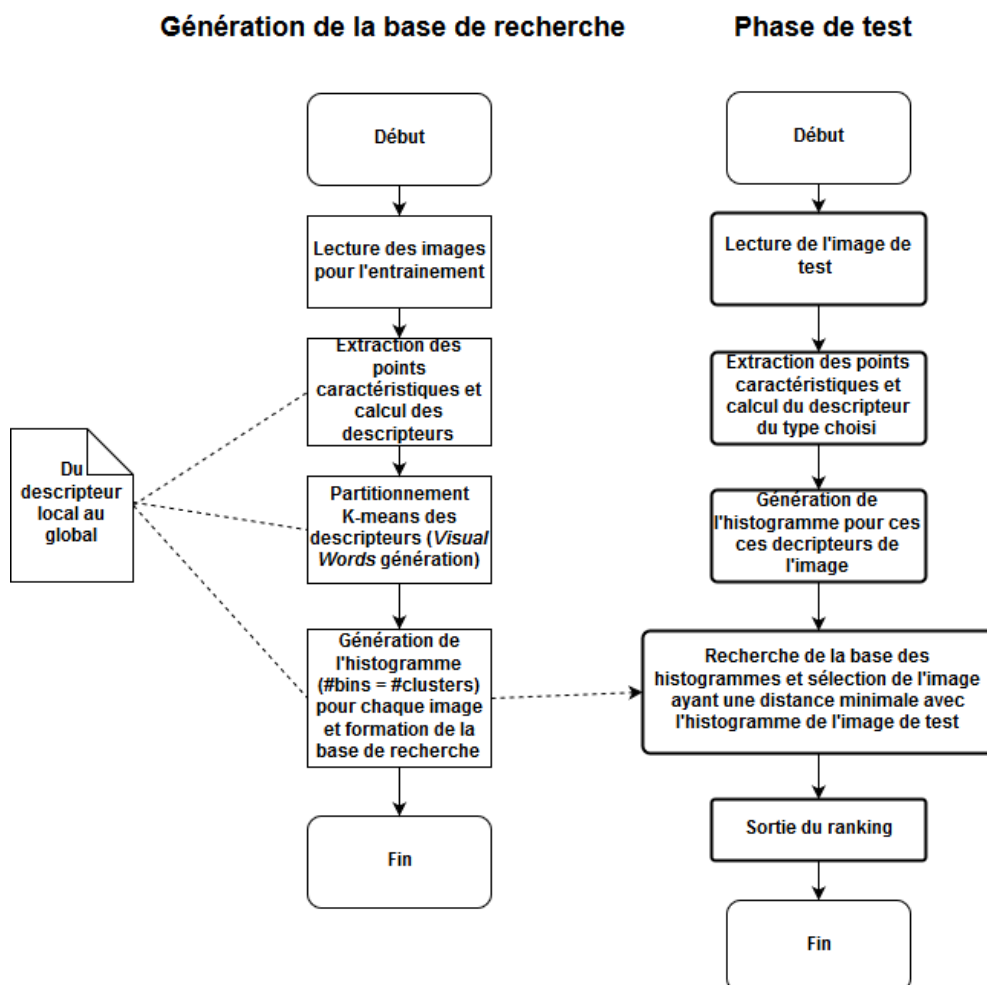 Génération de la base de recherche
Début
Lecture des images
pour l'entrainement
Extraction des
points
caractéristiques et
calcul des
descripteurs
Du
descripteur
local au
global
Partitionnement
K-means des
descripteurs (Visual
Words génération)
Génération de
l'histogramme
(#bins = #clusters)
pour chaque image
et formation de la
base de recherche
Fin
Phase de test
Début
Lecture de l'image de
test
Extraction des points
caractéristiques et
calcul du descripteur
du type choisi
Génération de
l'histogramme pour ces
ces decripteurs de
l'image
Recherche de la base des
histogrammes et sélection de l'image
ayant une distance minimale avec
l'histogramme de l'image de test
Sortie du ranking
Fin